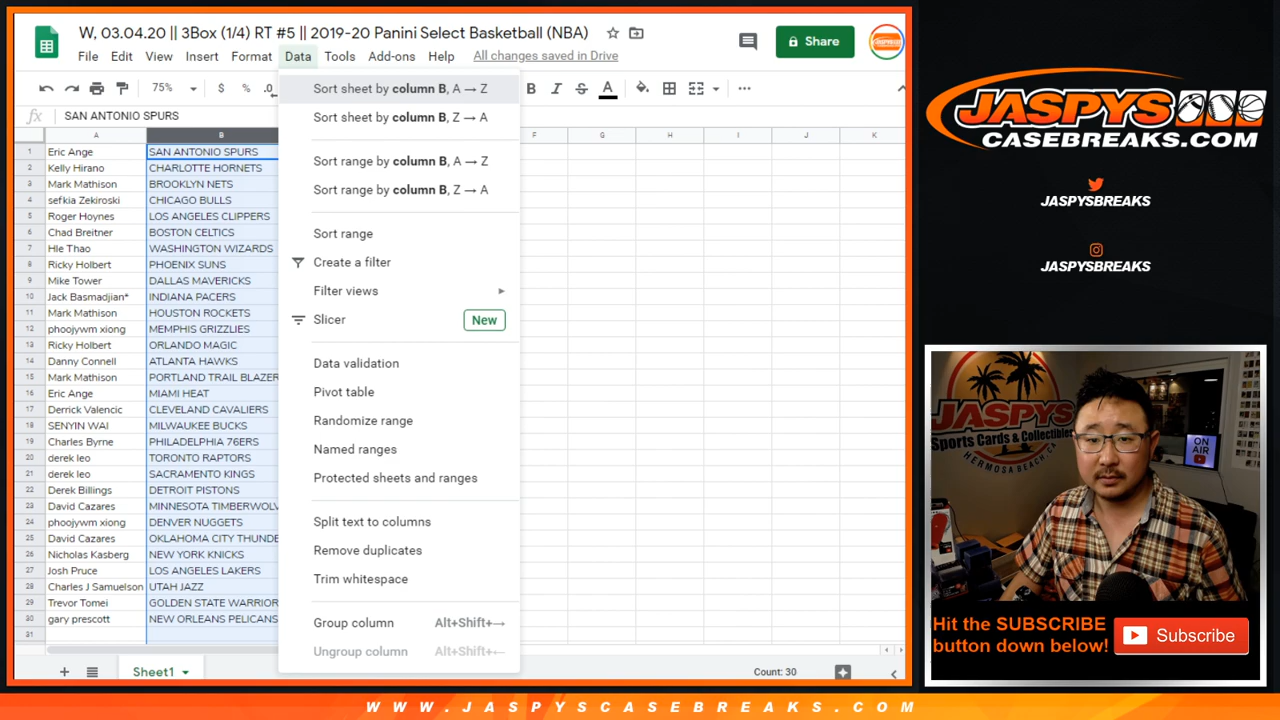 W, 03.04.20 || 3Box (1/4) RT #5 || 2019-20 Panini Select Basketball (NBA)
File Edit View Insert Format Data Tools Add-ons Help All changes saved in Drive
Share
75% $ % .0 B I S A
fx SAN ANTONIO SPURS
A B F G H I J K
1 Eric Ange SAN ANTONIO SPURS
2 Kelly Hirano CHARLOTTE HORNETS
3 Mark Mathison BROOKLYN NETS
4 sefkia Zekiroski CHICAGO BULLS
5 Roger Hoynes LOS ANGELES CLIPPERS
6 Chad Breitner BOSTON CELTICS
7 Hle Thao WASHINGTON WIZARDS
8 Ricky Holbert PHOENIX SUNS
9 Mike Tower DALLAS MAVERICKS
10 Jack Basmadjian* INDIANA PACERS
11 Mark Mathison HOUSTON ROCKETS
12 phoojywm xiong MEMPHIS GRIZZLIES
13 Ricky Holbert ORLANDO MAGIC
14 Danny Connell ATLANTA HAWKS
15 Mark Mathison PORTLAND TRAIL BLAZER
16 Eric Ange MIAMI HEAT
17 Derrick Valencic CLEVELAND CAVALIERS
18 SENYIN WAI MILWAUKEE BUCKS
19 Charles Byrne PHILADELPHIA 76ERS
20 derek leo TORONTO RAPTORS
21 derek leo SACRAMENTO KINGS
22 Derek Billings DETROIT PISTONS
23 David Cazares MINNESOTA TIMBERWOLV
24 phoojywm xiong DENVER NUGGETS
25 David Cazares OKLAHOMA CITY THUNDE
26 Nicholas Kasberg NEW YORK KNICKS
27 Josh Pruce LOS ANGELES LAKERS
28 Charles J Samuelson UTAH JAZZ
29 Trevor Tomei GOLDEN STATE WARRIOR
30 gary prescott NEW ORLEANS PELICANS
31
Sort sheet by column B, A → Z
Sort sheet by column B, Z → A
Sort range by column B, A → Z
Sort range by column B, Z → A
Sort range
Create a filter
Filter views
Slicer New
Data validation
Pivot table
Randomize range
Named ranges
Protected sheets and ranges
Split text to columns
Remove duplicates
Trim whitespace
Group column Alt+Shift+→
Ungroup column Alt+Shift+←
Sheet1 Count: 30
JASPYS
CASEBREAKS.COM
JASPYSBREAKS
JASPYSBREAKS
JASPYS
Sports Cards & Collectibles
HERMOSA BEACH, CA
ON
AIR
Hit the SUBSCRIBE
button down below!
Subscribe
WWW.JASPYSCASEBREAKS.COM